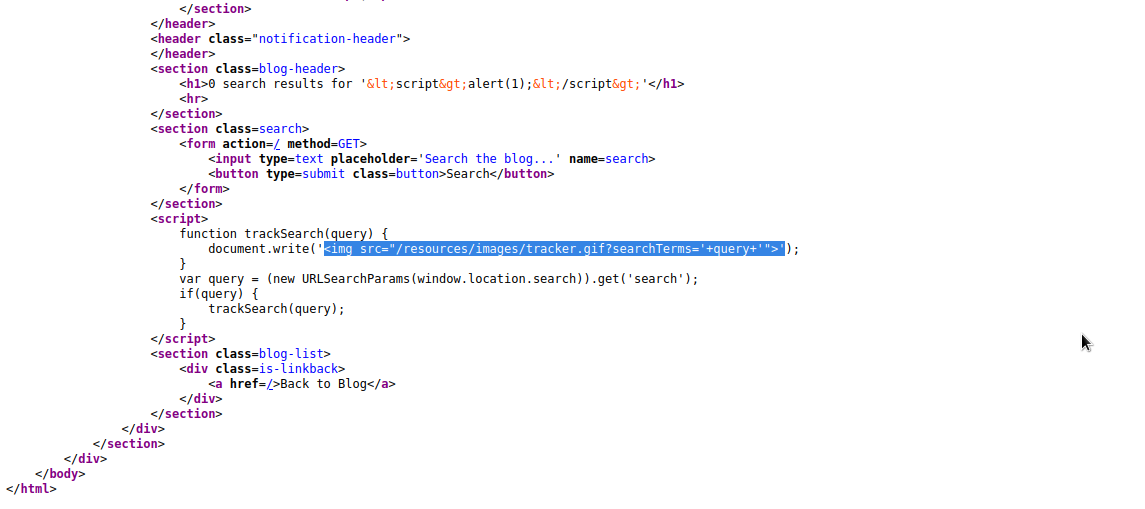 </section>
</header>
<header class="notification-header">
</header>
<section class=blog-header>
<h1>0 search results for '&lt;script&gt;alert(1);&lt;/script&gt;'</h1>
<hr>
</section>
<section class=search>
<form action=/ method=GET>
<input type=text placeholder='Search the blog...' name=search>
<button type=submit class=button>Search</button>
</form>
</section>
<script>
function trackSearch(query) {
document.write('<img src="/resources/images/tracker.gif?searchTerms='+query+'">');
}
var query = (new URLSearchParams(window.location.search)).get('search');
if(query) {
trackSearch(query);
}
</script>
<section class=blog-list>
<div class=is-linkback>
<a href=/>Back to Blog</a>
</div>
</section>
</div>
</section>
</div>
</body>
</html>